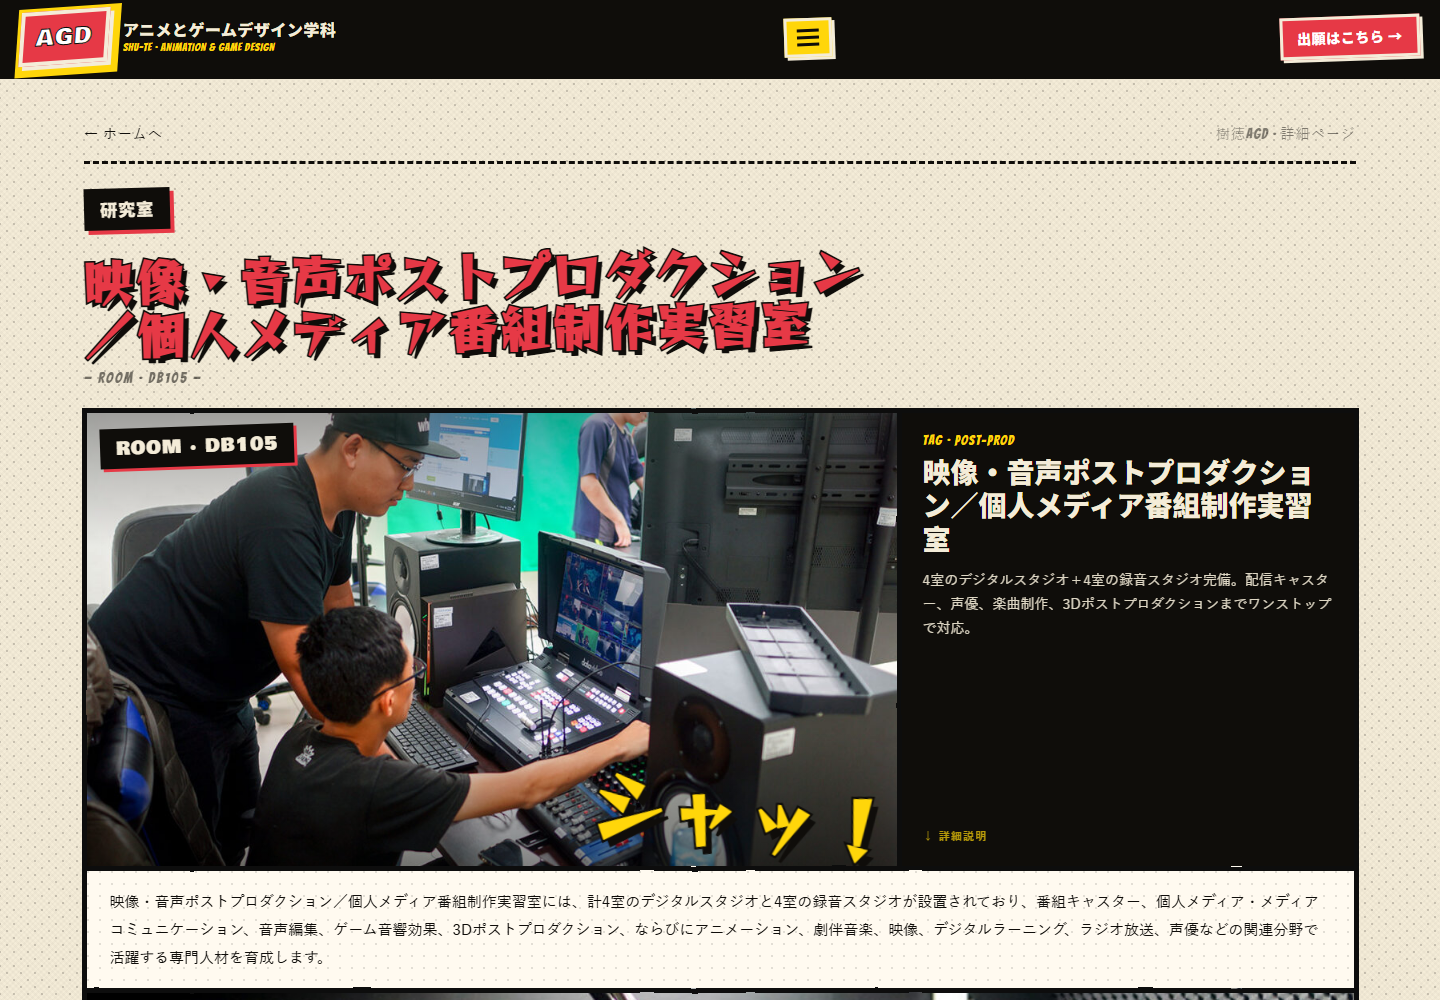 AGD
アニメとゲームデザイン学科
SHU-TE · ANIMATION & GAME DESIGN
出願はこちら →
← ホームへ
樹徳AGD · 詳細ページ
研究室
映像・音声ポストプロダクション
／個人メディア番組制作実習室
— ROOM · DB105 —
ROOM · DB105
シャッ！
TAG · POST-PROD
映像・音声ポストプロダクショ
ン／個人メディア番組制作実習
室
4室のデジタルスタジオ＋4室の録音スタジオ完備。配信キャスタ
ー、声優、楽曲制作、3Dポストプロダクションまでワンストップ
で対応。
↓ 詳細説明
映像・音声ポストプロダクション／個人メディア番組制作実習室には、計4室のデジタルスタジオと4室の録音スタジオが設置されており、番組キャスター、個人メディア・メディア
コミュニケーション、音声編集、ゲーム音響効果、3Dポストプロダクション、ならびにアニメーション、劇伴音楽、映像、デジタルラーニング、ラジオ放送、声優などの関連分野で
活躍する専門人材を育成します。